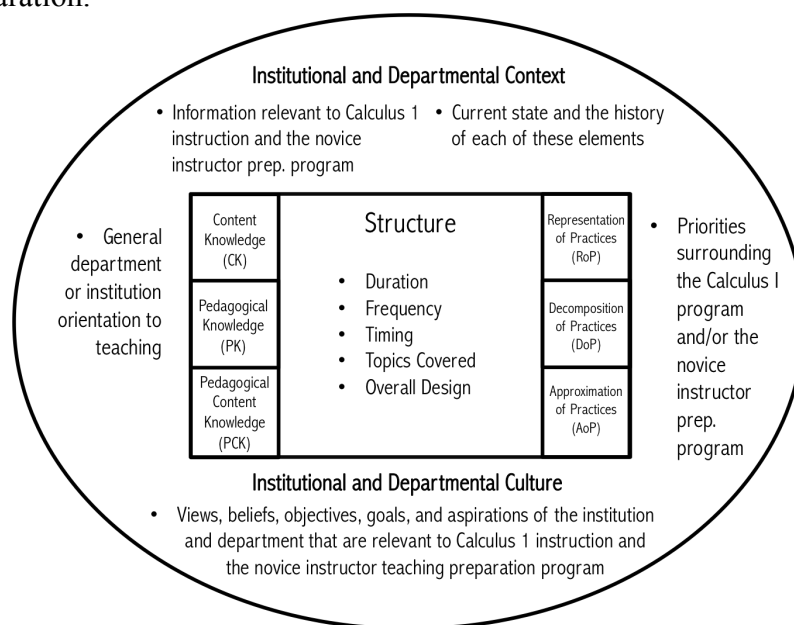 Institutional and Departmental Context
• Information relevant to Calculus 1
instruction and the novice
instructor prep. program
• Current state and the history
of each of these elements
• General
department
or institution
orientation to
teaching
Content
Knowledge
(CK)
Pedagogical
Knowledge
(PK)
Pedagogical
Content
Knowledge
(PCK)
Structure
• Duration
• Frequency
• Timing
• Topics Covered
• Overall Design
Representation
of Practices
(RoP)
Decomposition
of Practices
(DoP)
Approximation
of Practices
(AoP)
• Priorities
surrounding
the Calculus I
program
and/or the
novice
instructor
prep.
program
Institutional and Departmental Culture
• Views, beliefs, objectives, goals, and aspirations of the institution
and department that are relevant to Calculus 1 instruction and
the novice instructor teaching preparation program